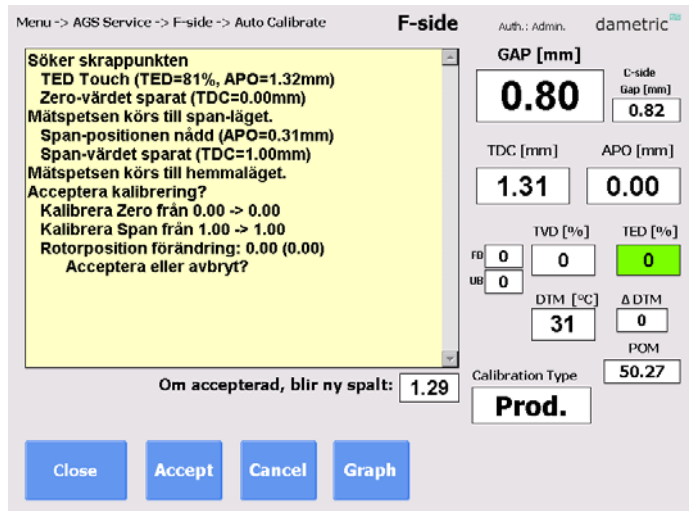 Menu -> AGS Service -> F-side -> Auto Calibrate
F-side
Auth.: Admin.
dametric
Söker skrappunkten
TED Touch (TED=81%, APO=1.32mm)
Zero-värdet sparat (TDC=0.00mm)
Mätspetsen körs till span-läget.
Span-positionen nådd (APO=0.31mm)
Span-värdet sparat (TDC=1.00mm)
Mätspetsen körs till hemmaläget.
Acceptera kalibrering?
Kalibrera Zero från 0.00 -> 0.00
Kalibrera Span från 1.00 -> 1.00
Rotorposition förändring: 0.00 (0.00)
Acceptera eller avbryt?
Om accepterad, blir ny spalt: 1.29
GAP [mm]
0.80
C-side
Gap [mm]
0.82
TDC [mm]
1.31
APO [mm]
0.00
TVD [%]
FB 0
UB 0
0
TED [%]
0
DTM [°C]
31
Δ DTM
0
POM
50.27
Calibration Type
Prod.
Close
Accept
Cancel
Graph